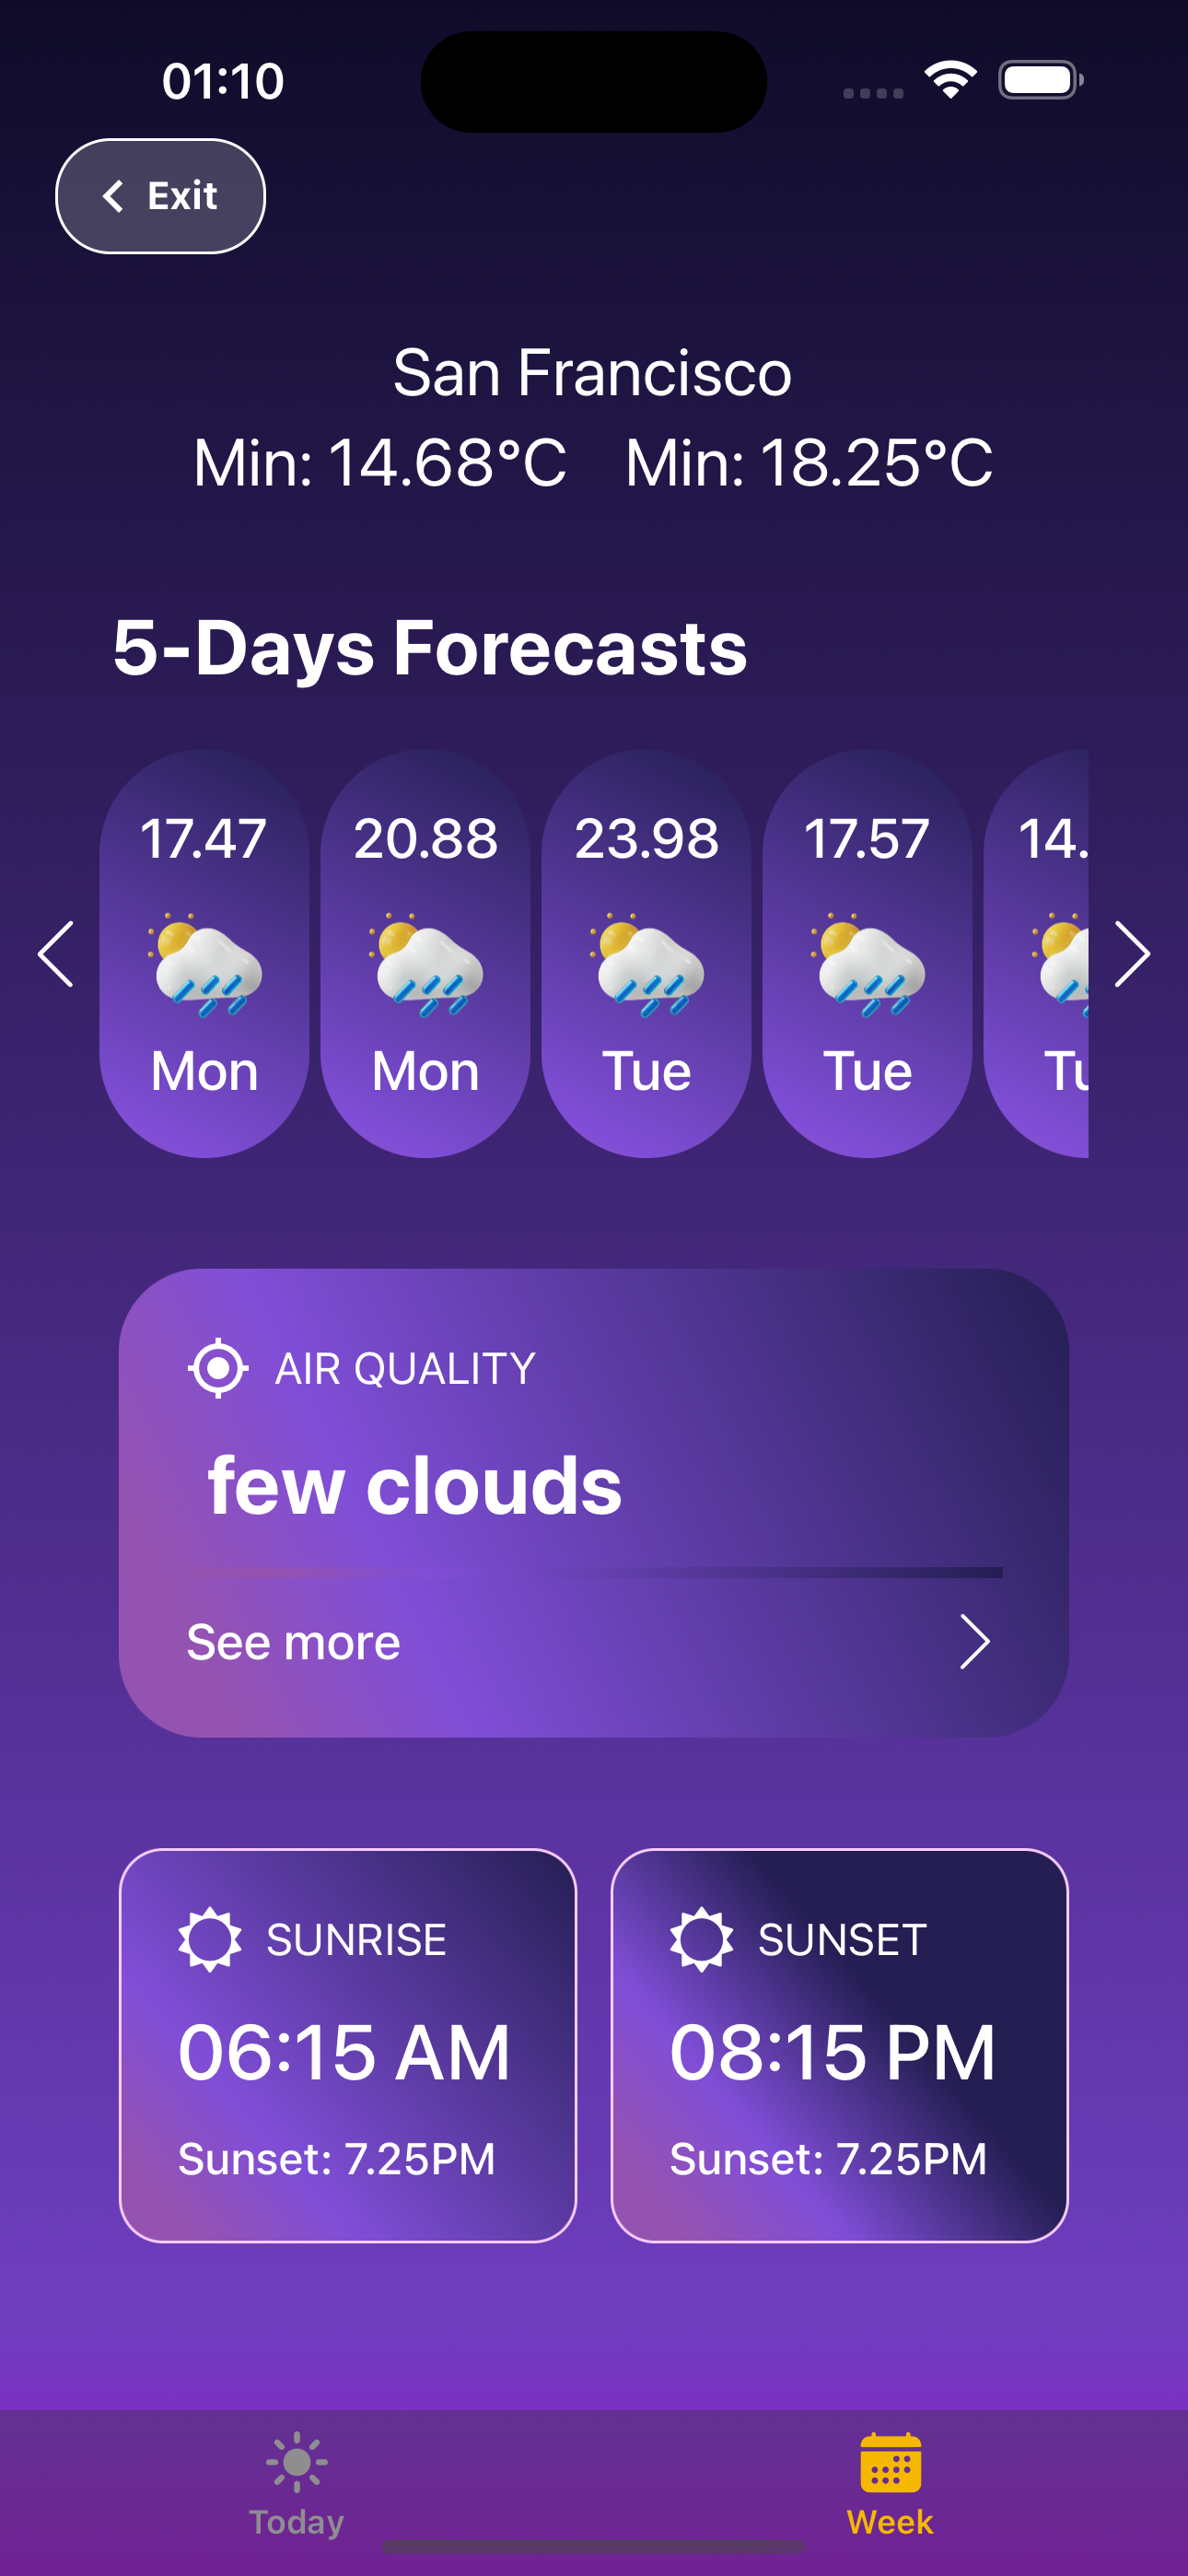 01:10
Exit
San Francisco
Min: 14.68°C Min: 18.25°C
5-Days Forecasts
17.47 20.88 23.98 17.57 14.
Mon Mon Tue Tue Tu
AIR QUALITY
few clouds
See more
SUNRISE SUNSET
06:15 AM 08:15 PM
Sunset: 7.25PM Sunset: 7.25PM
Today Week